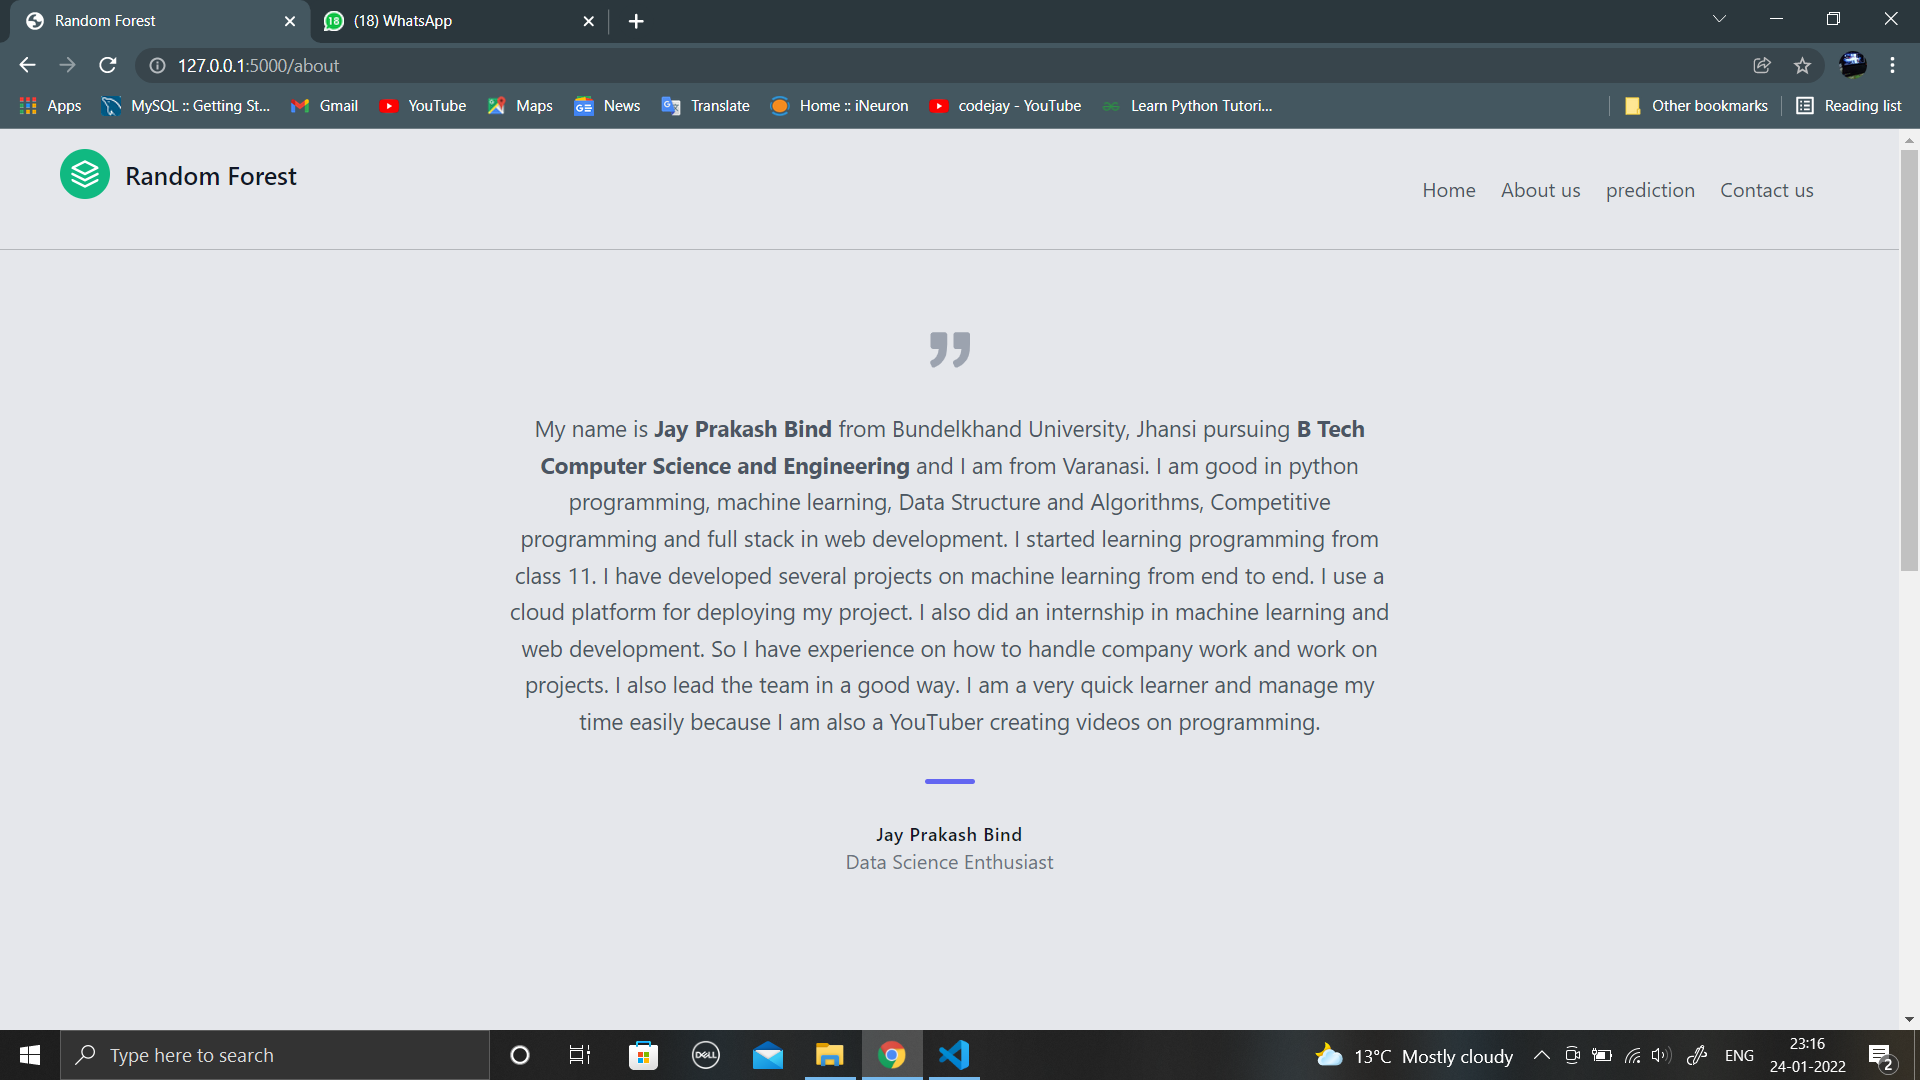 Random Forest
(18) WhatsApp
127.0.0.1:5000/about
Apps
MySQL :: Getting St...
Gmail
YouTube
Maps
News
Translate
Home :: iNeuron
codejay - YouTube
Learn Python Tutori...
Other bookmarks
Reading list
Random Forest
Home About us prediction Contact us
My name is Jay Prakash Bind from Bundelkhand University, Jhansi pursuing B Tech
Computer Science and Engineering and I am from Varanasi. I am good in python
programming, machine learning, Data Structure and Algorithms, Competitive
programming and full stack in web development. I started learning programming from
class 11. I have developed several projects on machine learning from end to end. I use a
cloud platform for deploying my project. I also did an internship in machine learning and
web development. So I have experience on how to handle company work and work on
projects. I also lead the team in a good way. I am a very quick learner and manage my
time easily because I am also a YouTuber creating videos on programming.
Jay Prakash Bind
Data Science Enthusiast
Type here to search
DELL
13°C Mostly cloudy
ENG
23:16
24-01-2022
2